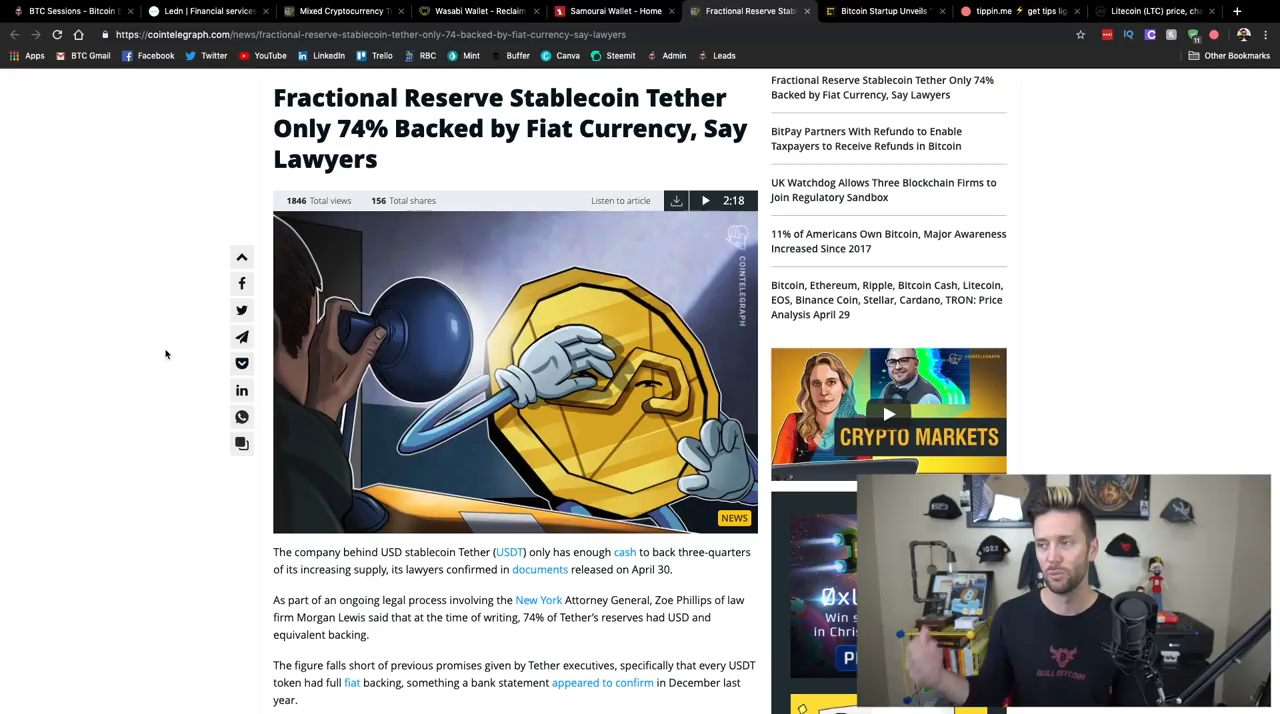 BTC Sessions - Bitcoin
Ledn | Financial services
Mixed Cryptocurrency T
Wasabi Wallet - Reclaim
Samourai Wallet - Home
Fractional Reserve Stable
Bitcoin Startup Unveils
tippin.me ⚡ get tips lig
Litecoin (LTC) price, cha
https://cointelegraph.com/news/fractional-reserve-stablecoin-tether-only-74-backed-by-fiat-currency-say-lawyers
Apps BTC Gmail Facebook Twitter YouTube LinkedIn Trello RBC Mint Buffer Canva Steemit Admin Leads Other Bookmarks
Fractional Reserve Stablecoin Tether
Only 74% Backed by Fiat Currency, Say
Lawyers
1846 Total views 156 Total shares Listen to article 2:18
COINTELEGRAPH
NEWS
The company behind USD stablecoin Tether (USDT) only has enough cash to back three-quarters
of its increasing supply, its lawyers confirmed in documents released on April 30.
As part of an ongoing legal process involving the New York Attorney General, Zoe Phillips of law
firm Morgan Lewis said that at the time of writing, 74% of Tether's reserves had USD and
equivalent backing.
The figure falls short of previous promises given by Tether executives, specifically that every USDT
token had full fiat backing, something a bank statement appeared to confirm in December last
year.
Fractional Reserve Stablecoin Tether Only 74%
Backed by Fiat Currency, Say Lawyers
BitPay Partners With Refundo to Enable
Taxpayers to Receive Refunds in Bitcoin
UK Watchdog Allows Three Blockchain Firms to
Join Regulatory Sandbox
11% of Americans Own Bitcoin, Major Awareness
Increased Since 2017
Bitcoin, Ethereum, Ripple, Bitcoin Cash, Litecoin,
EOS, Binance Coin, Stellar, Cardano, TRON: Price
Analysis April 29
CRYPTO MARKETS
Win s
in Chris
BULL BITCOIN